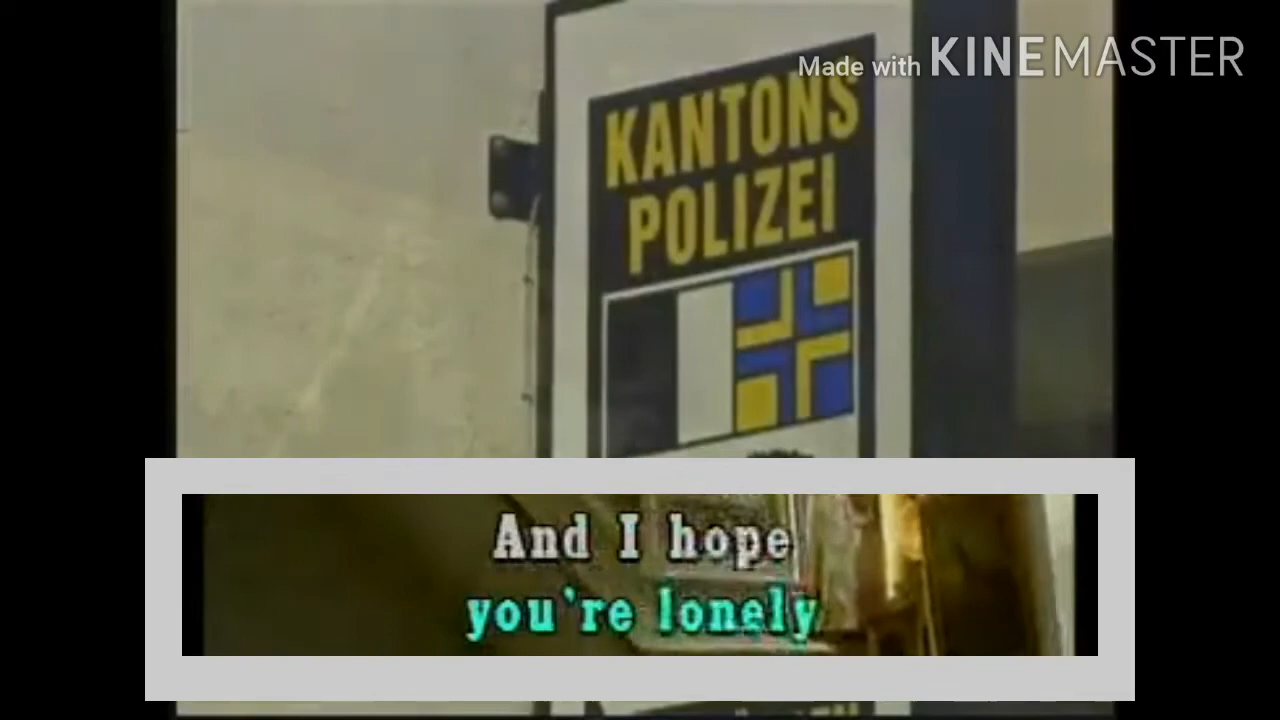 Made with KINEMASTER
KANTONS
POLIZEI
And I hope
you're lonely